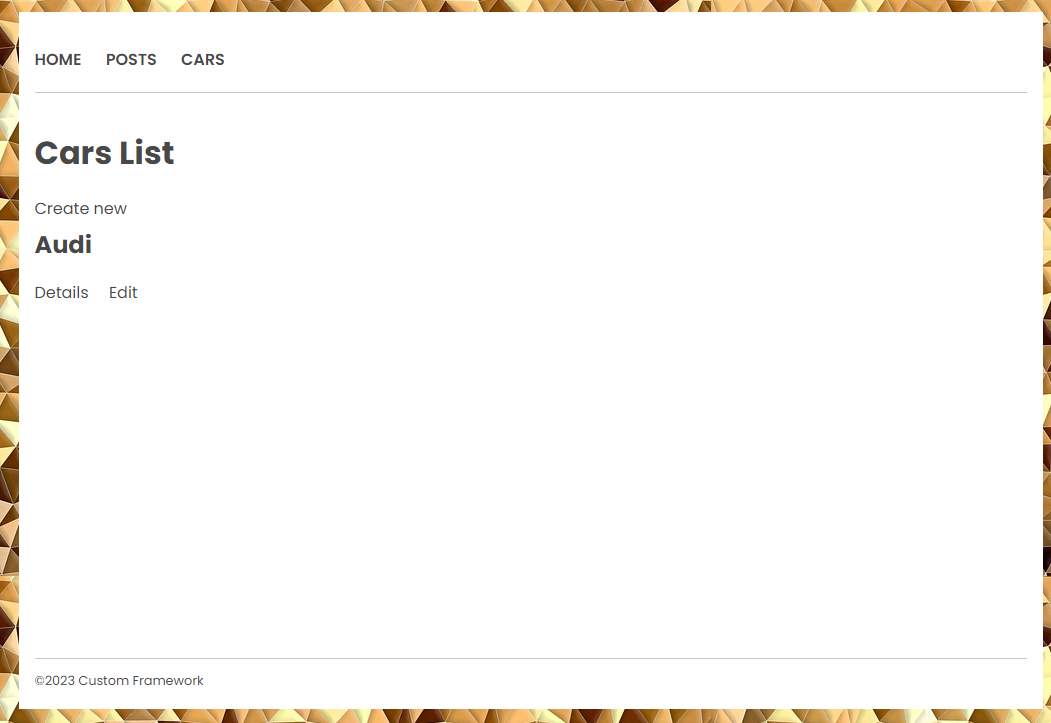 HOME POSTS CARS
Cars List
Create new
Audi
Details Edit
©2023 Custom Framework